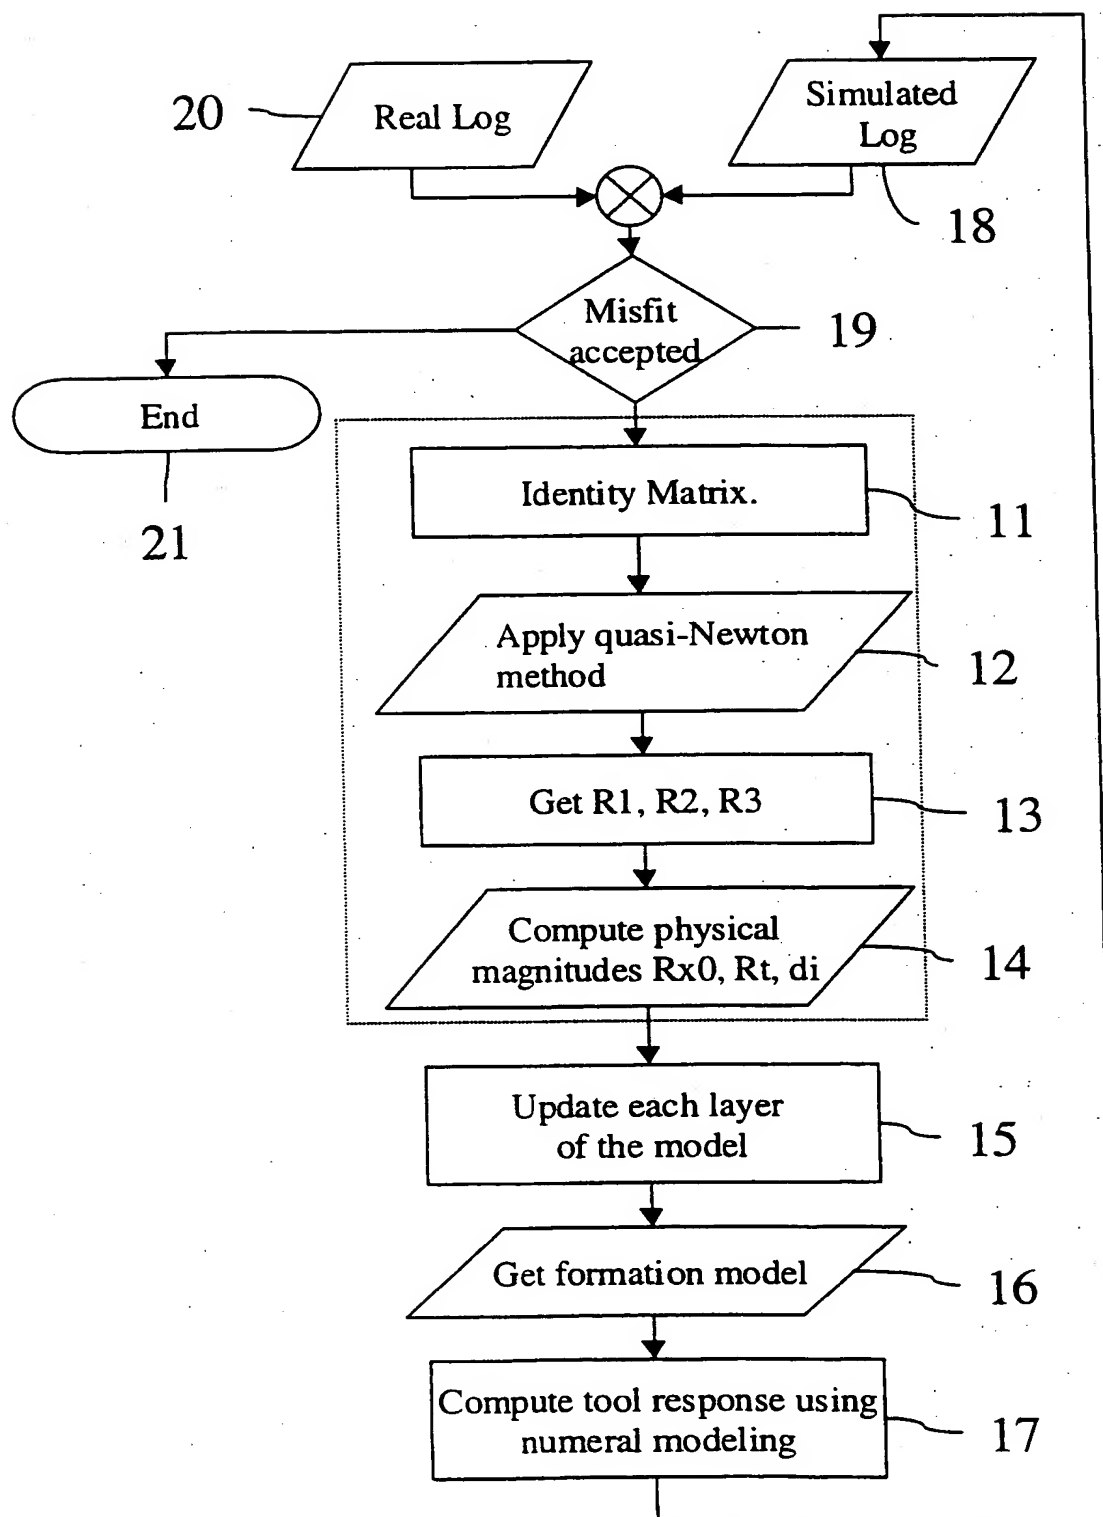 20
Real Log
Simulated
Log
18
Misfit
accepted
19
End
21
Identity Matrix.
11
Apply quasi-Newton
method
12
Get R1, R2, R3
13
Compute physical
magnitudes Rx0, Rt, di
14
Update each layer
of the model
15
Get formation model
16
Compute tool response using
numeral modeling
17